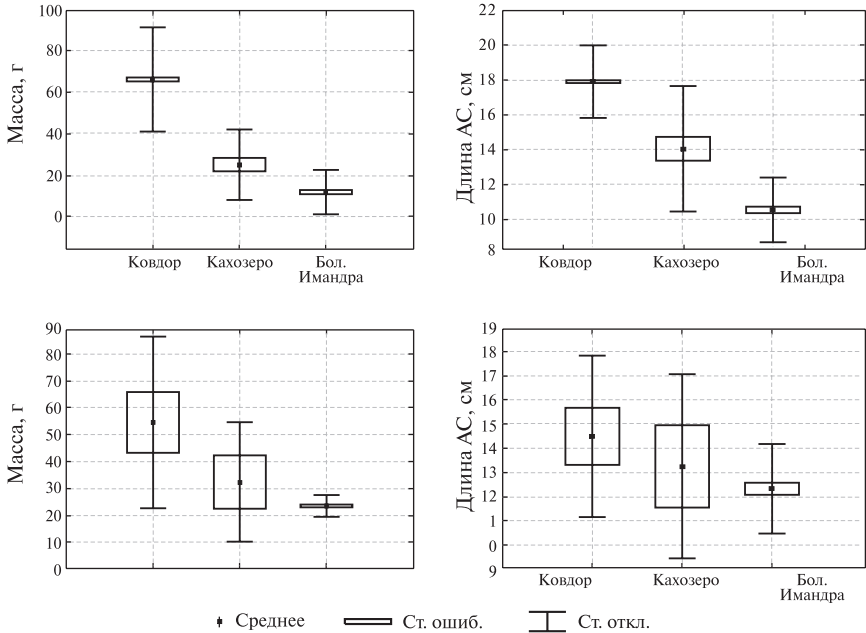 Масса, г
100
80
60
40
20
0
Ковдор
Кахозеро
Бол.
Имандра
Длина АС, см
22
20
18
16
14
12
10
8
Ковдор
Кахозеро
Бол.
Имандра
Масса, г
90
80
70
60
50
40
30
20
10
0
Длина АС, см
19
18
17
16
15
14
13
12
1
0
9
Ковдор
Кахозеро
Бол.
Имандра
Среднее
Ст. ошиб.
Ст. откл.